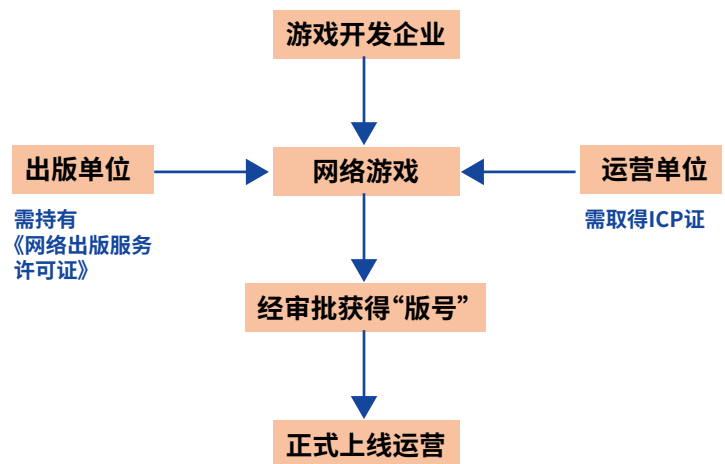 游戏开发企业
出版单位
网络游戏
运营单位
需持有
《网络出版服务
许可证》
需取得ICP证
经审批获得“版号”
正式上线运营